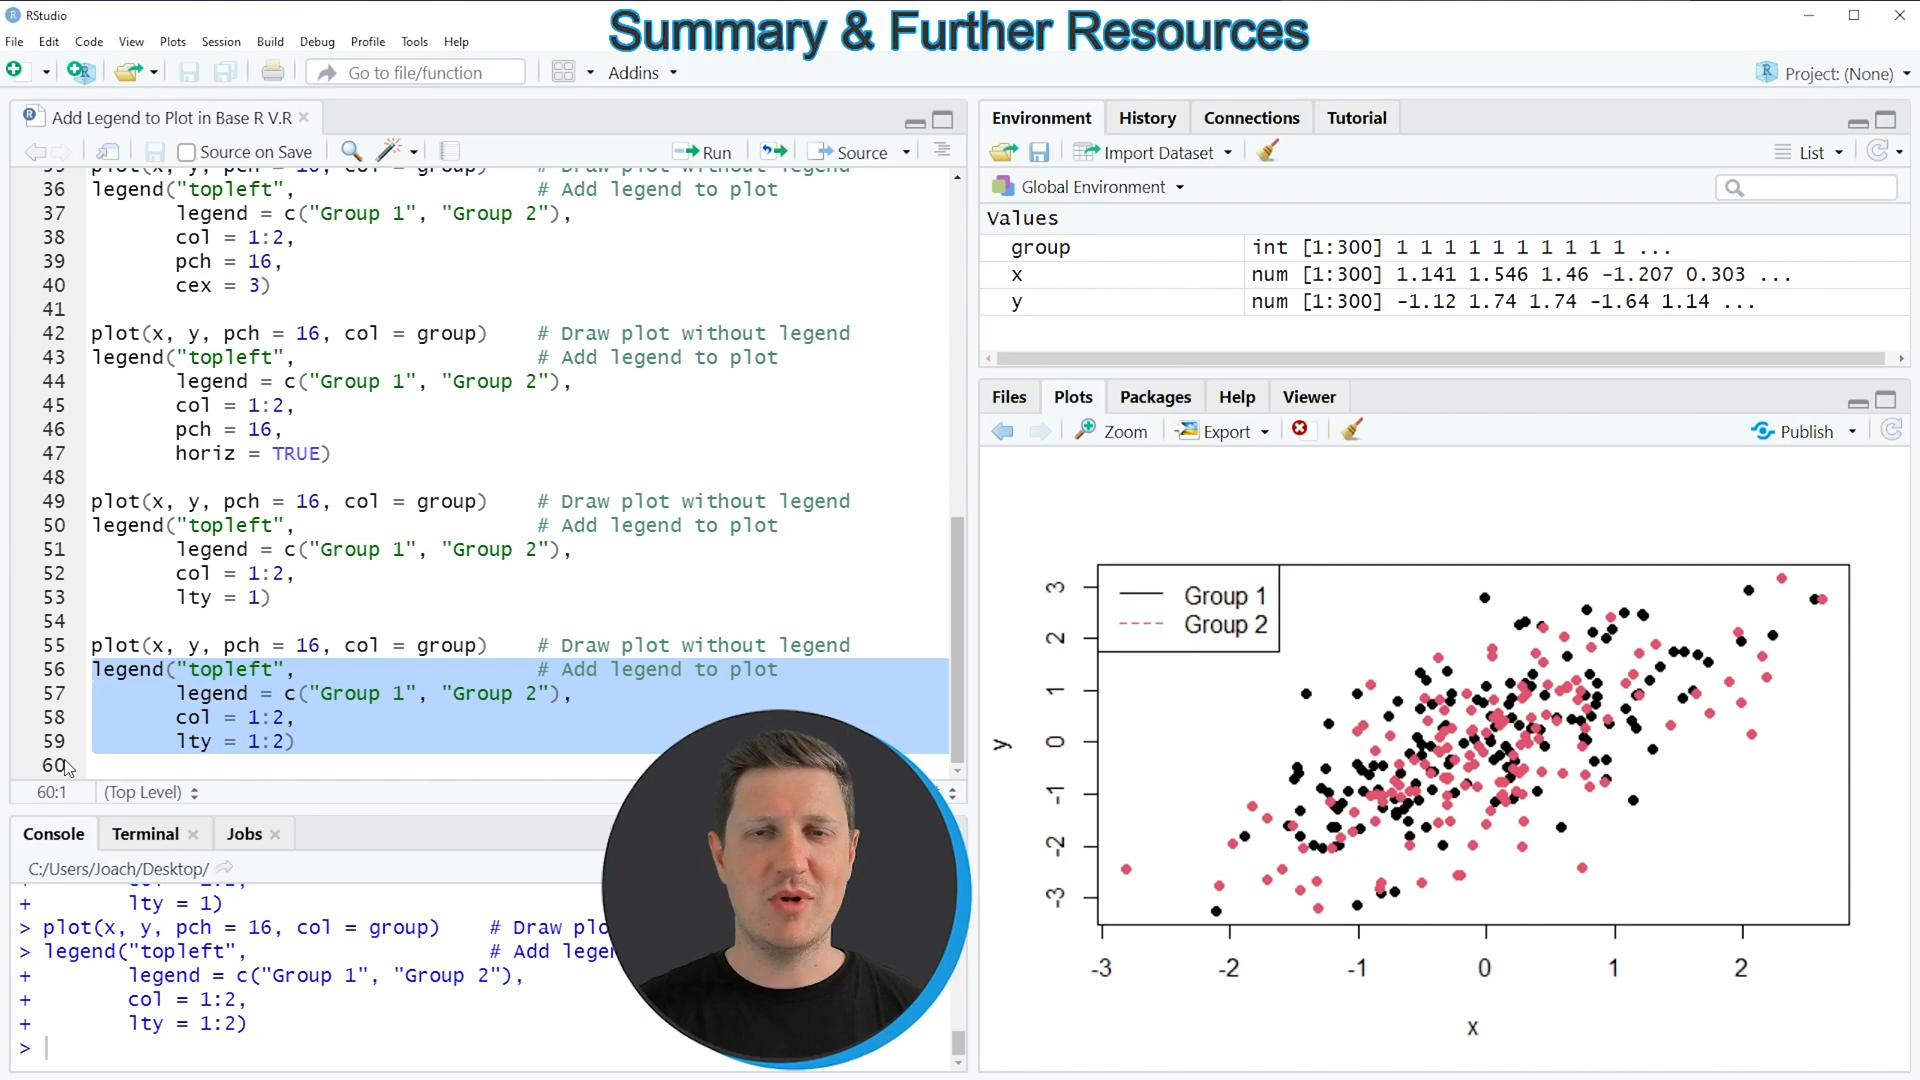 RStudio
Summary & Further Resources
File Edit Code View Plots Session Build Debug Profile Tools Help
Go to file/function
Addins
Project: (None)
Add Legend to Plot in Base R V.R
Source on Save
Run
Source
35 plot(x, y, pch = 16, col = group) # Draw plot without legend
36 legend("topleft", # Add legend to plot
37 legend = c("Group 1", "Group 2"),
38 col = 1:2,
39 pch = 16,
40 cex = 3)
41
42 plot(x, y, pch = 16, col = group) # Draw plot without legend
43 legend("topleft", # Add legend to plot
44 legend = c("Group 1", "Group 2"),
45 col = 1:2,
46 pch = 16,
47 horiz = TRUE)
48
49 plot(x, y, pch = 16, col = group) # Draw plot without legend
50 legend("topleft", # Add legend to plot
51 legend = c("Group 1", "Group 2"),
52 col = 1:2,
53 lty = 1)
54
55 plot(x, y, pch = 16, col = group) # Draw plot without legend
56 legend("topleft", # Add legend to plot
57 legend = c("Group 1", "Group 2"),
58 col = 1:2,
59 lty = 1:2)
60
60:1 (Top Level)
Console Terminal Jobs
C:/Users/Joach/Desktop/
+ lty = 1)
> plot(x, y, pch = 16, col = group) # Draw plo
> legend("topleft", # Add lege
+ legend = c("Group 1", "Group 2"),
+ col = 1:2,
+ lty = 1:2)
>
Environment History Connections Tutorial
Import Dataset
List
Global Environment
Values
group int [1:300] 1 1 1 1 1 1 1 1 1 1 ...
x num [1:300] 1.141 1.546 1.46 -1.207 0.303 ...
y num [1:300] -1.12 1.74 1.74 -1.64 1.14 ...
Files Plots Packages Help Viewer
Zoom Export Publish
Group 1
Group 2
3
2
1
0
-1
-2
-3
y
-3 -2 -1 0 1 2
x